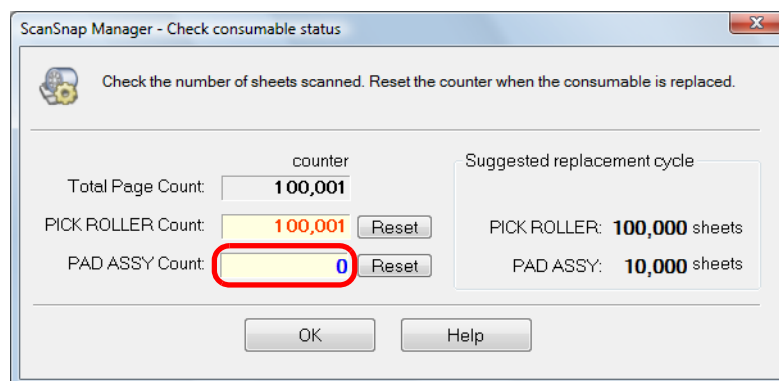 ScanSnap Manager - Check consumable status
Check the number of sheets scanned. Reset the counter when the consumable is replaced.
counter
Total Page Count: 100,001
PICK ROLLER Count: 100,001 Reset
PAD ASSY Count: 0 Reset
Suggested replacement cycle
PICK ROLLER: 100,000 sheets
PAD ASSY: 10,000 sheets
OK
Help